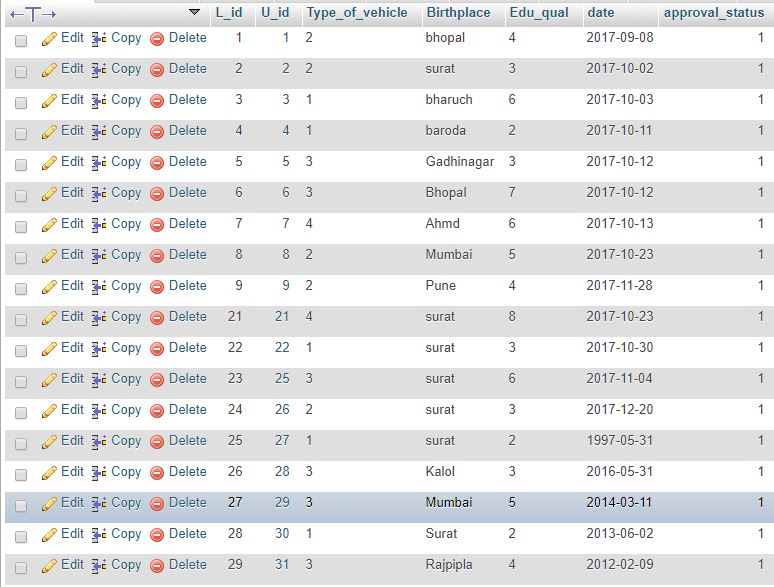 L_id U_id Type_of_vehicle Birthplace Edu_qual date approval_status
Edit Copy Delete 1 1 2 bhopal 4 2017-09-08 1
Edit Copy Delete 2 2 2 surat 3 2017-10-02 1
Edit Copy Delete 3 3 1 bharuch 6 2017-10-03 1
Edit Copy Delete 4 4 1 baroda 2 2017-10-11 1
Edit Copy Delete 5 5 3 Gadhinagar 3 2017-10-12 1
Edit Copy Delete 6 6 3 Bhopal 7 2017-10-12 1
Edit Copy Delete 7 7 4 Ahmd 6 2017-10-13 1
Edit Copy Delete 8 8 2 Mumbai 5 2017-10-23 1
Edit Copy Delete 9 9 2 Pune 4 2017-11-28 1
Edit Copy Delete 21 21 4 surat 8 2017-10-23 1
Edit Copy Delete 22 22 1 surat 3 2017-10-30 1
Edit Copy Delete 23 25 3 surat 6 2017-11-04 1
Edit Copy Delete 24 26 2 surat 3 2017-12-20 1
Edit Copy Delete 25 27 1 surat 2 1997-05-31 1
Edit Copy Delete 26 28 3 Kalol 3 2016-05-31 1
Edit Copy Delete 27 29 3 Mumbai 5 2014-03-11 1
Edit Copy Delete 28 30 1 Surat 2 2013-06-02 1
Edit Copy Delete 29 31 3 Rajpipla 4 2012-02-09 1